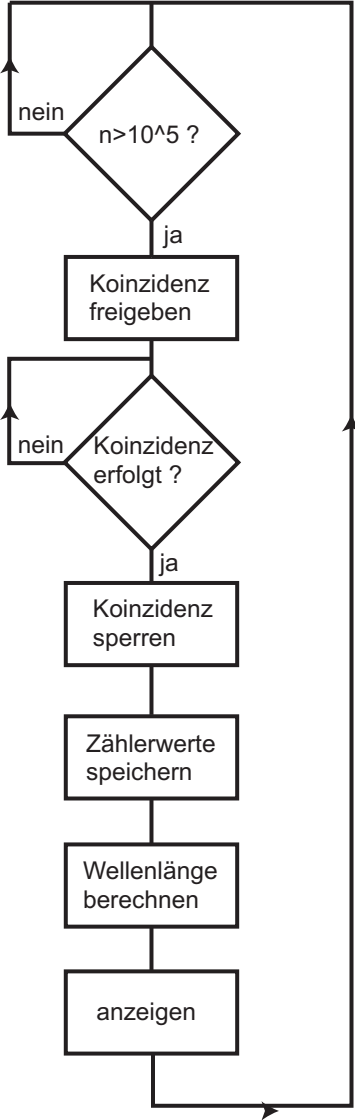 nein
n>10^5 ?
ja
Koinzidenz
freigeben
nein
Koinzidenz
erfolgt ?
ja
Koinzidenz
sperren
Zählerwerte
speichern
Wellenlänge
berechnen
anzeigen